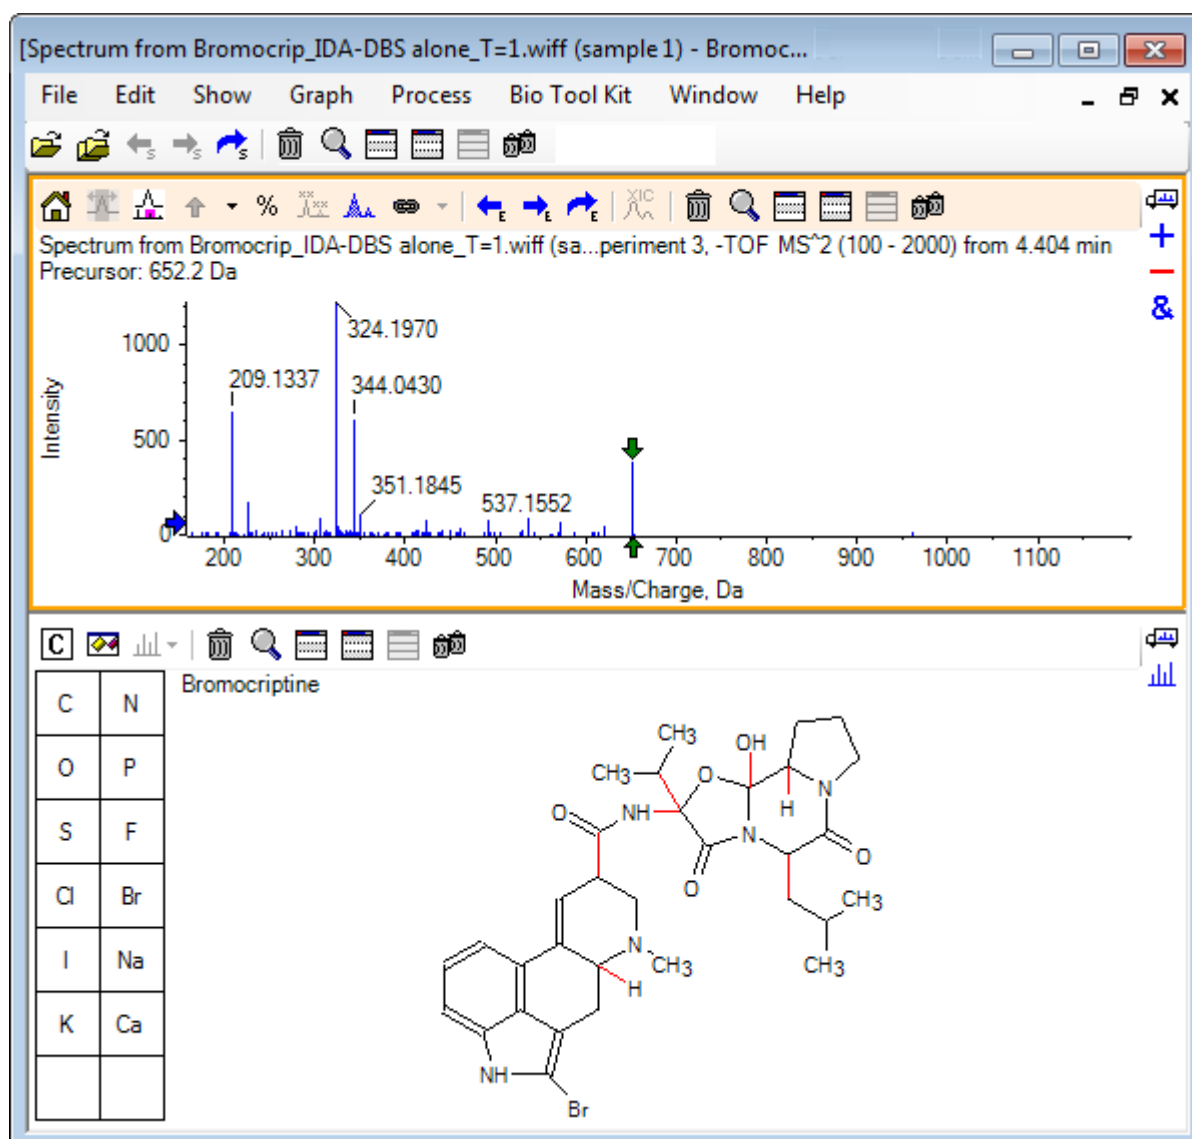 [Spectrum from Bromocrip_IDA-DBS alone_T=1.wiff (sample 1) - Bromoc...
File Edit Show Graph Process Bio Tool Kit Window Help
S S S
% E E E XIC
Spectrum from Bromocrip_IDA-DBS alone_T=1.wiff (sa...periment 3, -TOF MS^2 (100 - 2000) from 4.404 min
Precursor: 652.2 Da
+
&
Intensity
1000
500
0
324.1970
209.1337
344.0430
351.1845
537.1552
200 300 400 500 600 700 800 900 1000 1100
Mass/Charge, Da
C
C N
O P
S F
Cl Br
I Na
K Ca
Bromocriptine
CH3
OH
CH3
O
N
H
O
NH
N
O
O
CH3
N
CH3
CH3
H
NH
Br